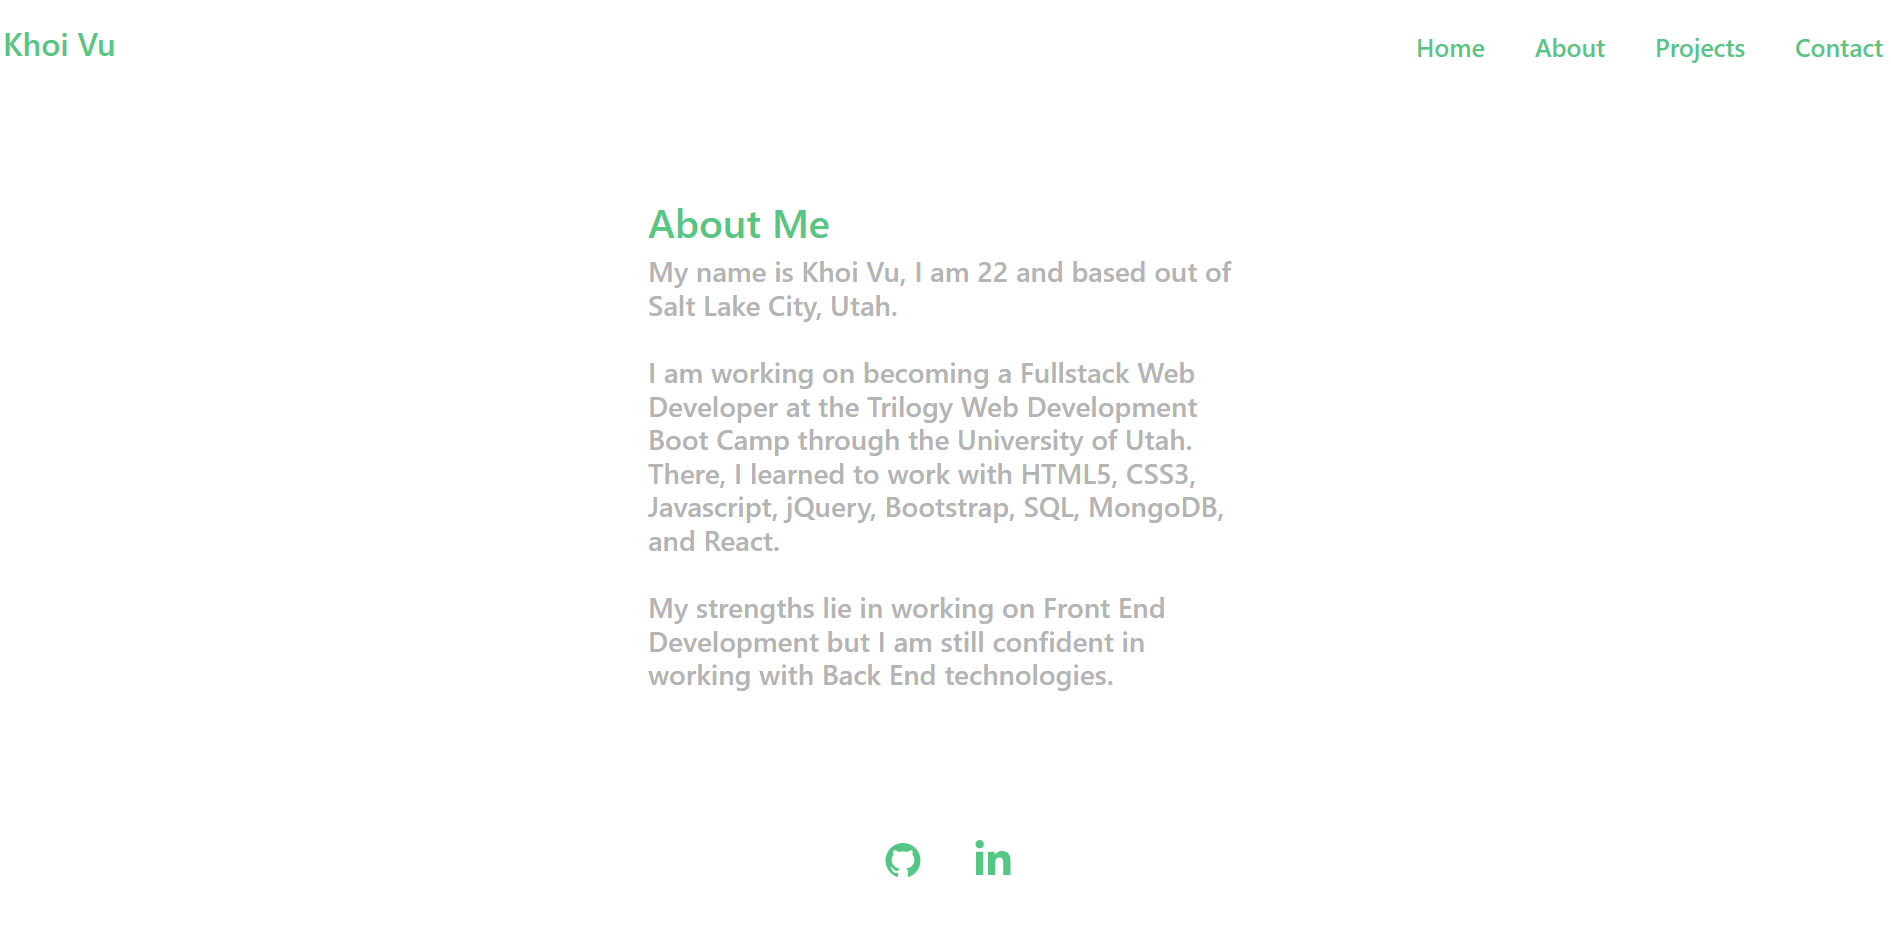 Khoi Vu
Home About Projects Contact
About Me
My name is Khoi Vu, I am 22 and based out of
Salt Lake City, Utah.
I am working on becoming a Fullstack Web
Developer at the Trilogy Web Development
Boot Camp through the University of Utah.
There, I learned to work with HTML5, CSS3,
Javascript, jQuery, Bootstrap, SQL, MongoDB,
and React.
My strengths lie in working on Front End
Development but I am still confident in
working with Back End technologies.
in